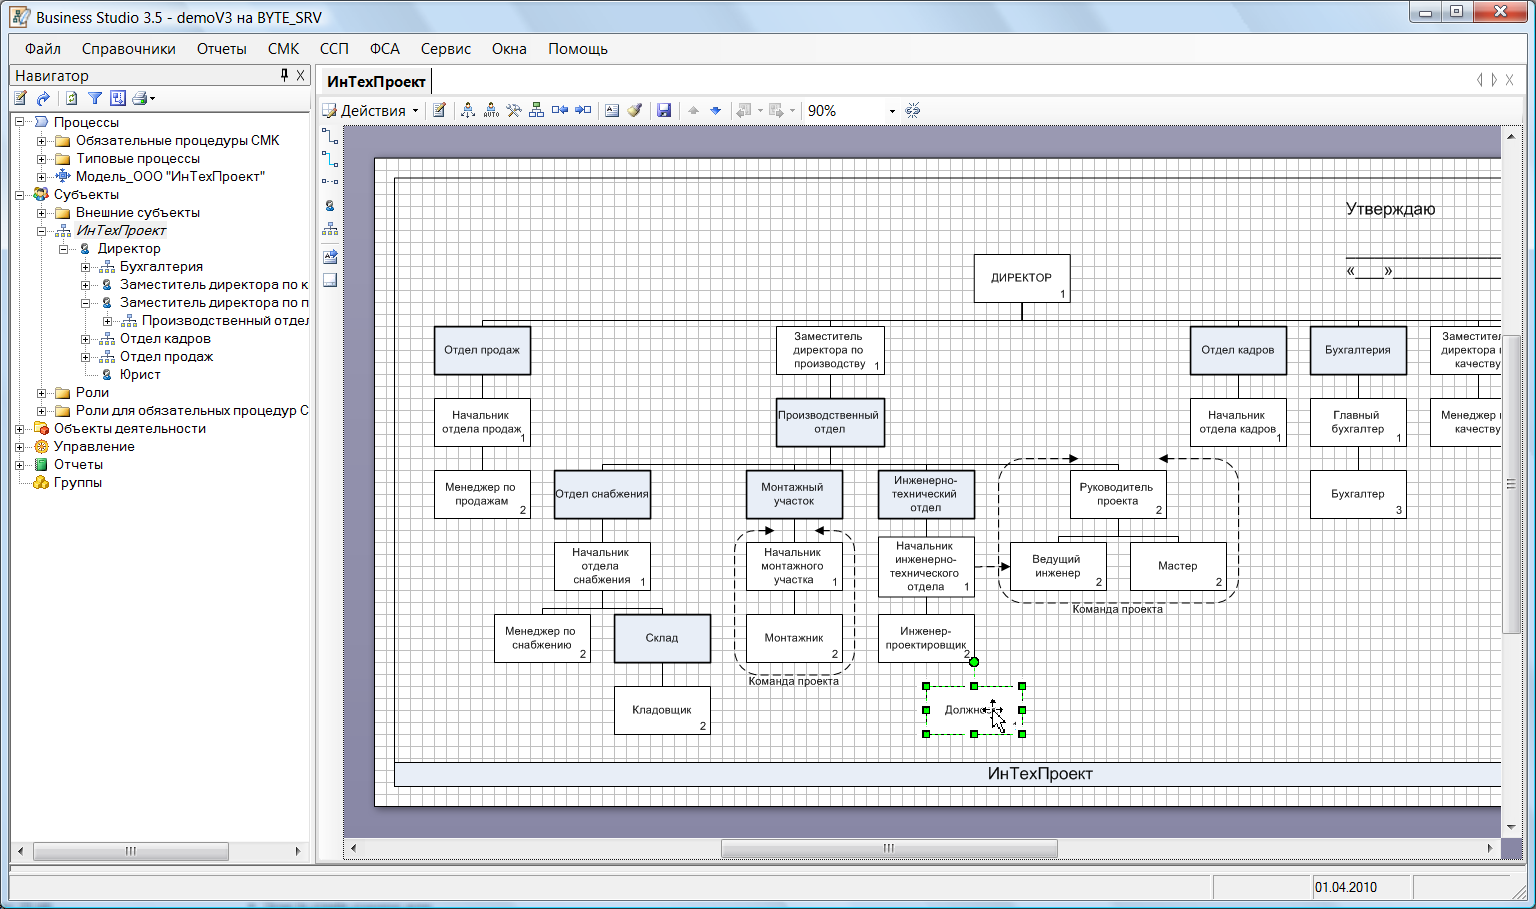 Business Studio 3.5 - demoV3 на BYTE_SRV
Файл Справочники Отчеты СМК ССП ФСА Сервис Окна Помощь
Навигатор
Процессы
Обязательные процедуры СМК
Типовые процессы
Модель_ООО "ИнТехПроект"
Субъекты
Внешние субъекты
ИнТехПроект
Директор
Бухгалтерия
Заместитель директора по к
Заместитель директора по п
Производственный отдел
Отдел кадров
Отдел продаж
Юрист
Роли
Роли для обязательных процедур С
Объекты деятельности
Управление
Отчеты
Группы
ИнТехПроект
Действия
AUTO
90%
Утверждаю
«___»
ДИРЕКТОР
1
Отдел продаж
Заместитель
директора по
производству
1
Отдел кадров
Бухгалтерия
Заместитель
директора
качеству
Начальник
отдела продаж
1
Производственный
отдел
Начальник
отдела кадров
1
Главный
бухгалтер
1
Менеджер
качеству
Менеджер по
продажам
2
Отдел снабжения
Монтажный
участок
Инженерно-
технический
отдел
Руководитель
проекта
2
Бухгалтер
3
Начальник
отдела
снабжения
1
Начальник
монтажного
участка
1
Начальник
инженерно-
технического
отдела
1
Ведущий
инженер
2
Мастер
2
Команда проекта
Менеджер по
снабжению
2
Склад
Монтажник
2
Инженер-
проектировщик
2
Команда проекта
Кладовщик
2
ИнТехПроект
01.04.2010